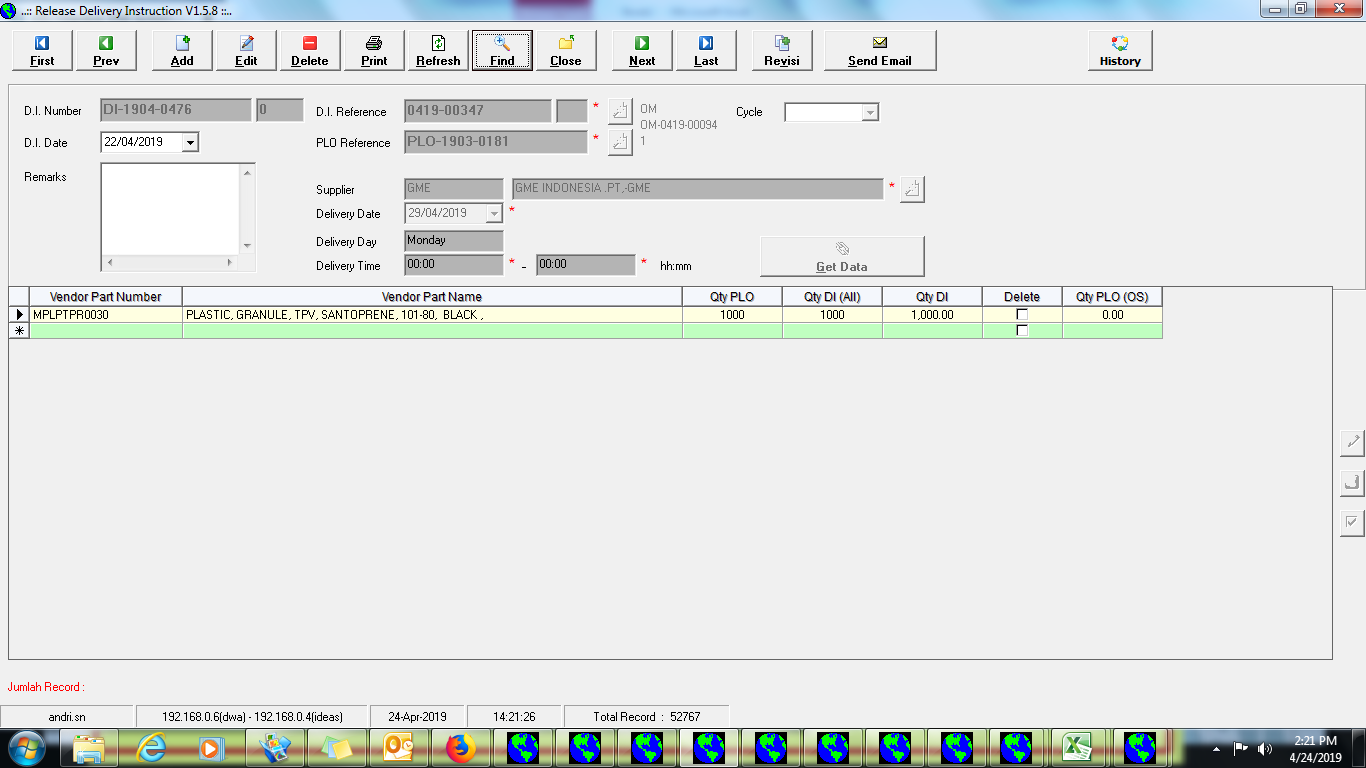 ..:: Release Delivery Instruction V1.5.8 ::..
First Prev Add Edit Delete Print Refresh Find Close Next Last Revisi Send Email History
D.I. Number DI-1904-0476 0 D.I. Reference 0419-00347 * OM Cycle
OM-0419-00094
D.I. Date 22/04/2019 PLO Reference PLO-1903-0181 * 1
Remarks
Supplier GME GME INDONESIA .PT,-GME *
Delivery Date 29/04/2019 *
Delivery Day Monday
Delivery Time 00:00 * - 00:00 * hh:mm Get Data
Vendor Part Number Vendor Part Name Qty PLO Qty DI (All) Qty DI Delete Qty PLO (OS)
MPLPTPR0030 PLASTIC, GRANULE, TPV, SANTOPRENE, 101-80, BLACK , 1000 1000 1,000.00 0.00
Jumlah Record :
andri.sn 192.168.0.6(dwa) - 192.168.0.4(ideas) 24-Apr-2019 14:21:26 Total Record : 52767
2:21 PM
4/24/2019